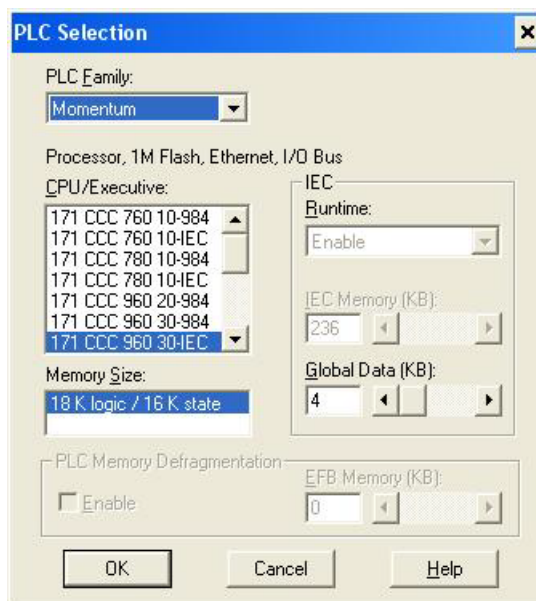 PLC Selection
PLC Family:
Momentum
Processor, 1M Flash, Ethernet, I/O Bus
CPU/Executive:
171 CCC 760 10-984
171 CCC 760 10-IEC
171 CCC 780 10-984
171 CCC 780 10-IEC
171 CCC 960 20-984
171 CCC 960 30-984
171 CCC 960 30-IEC
Memory Size:
18 K logic / 16 K state
IEC
Runtime:
Enable
IEC Memory (KB):
236
Global Data (KB):
4
PLC Memory Defragmentation
Enable
EFB Memory (KB):
0
OK
Cancel
Help